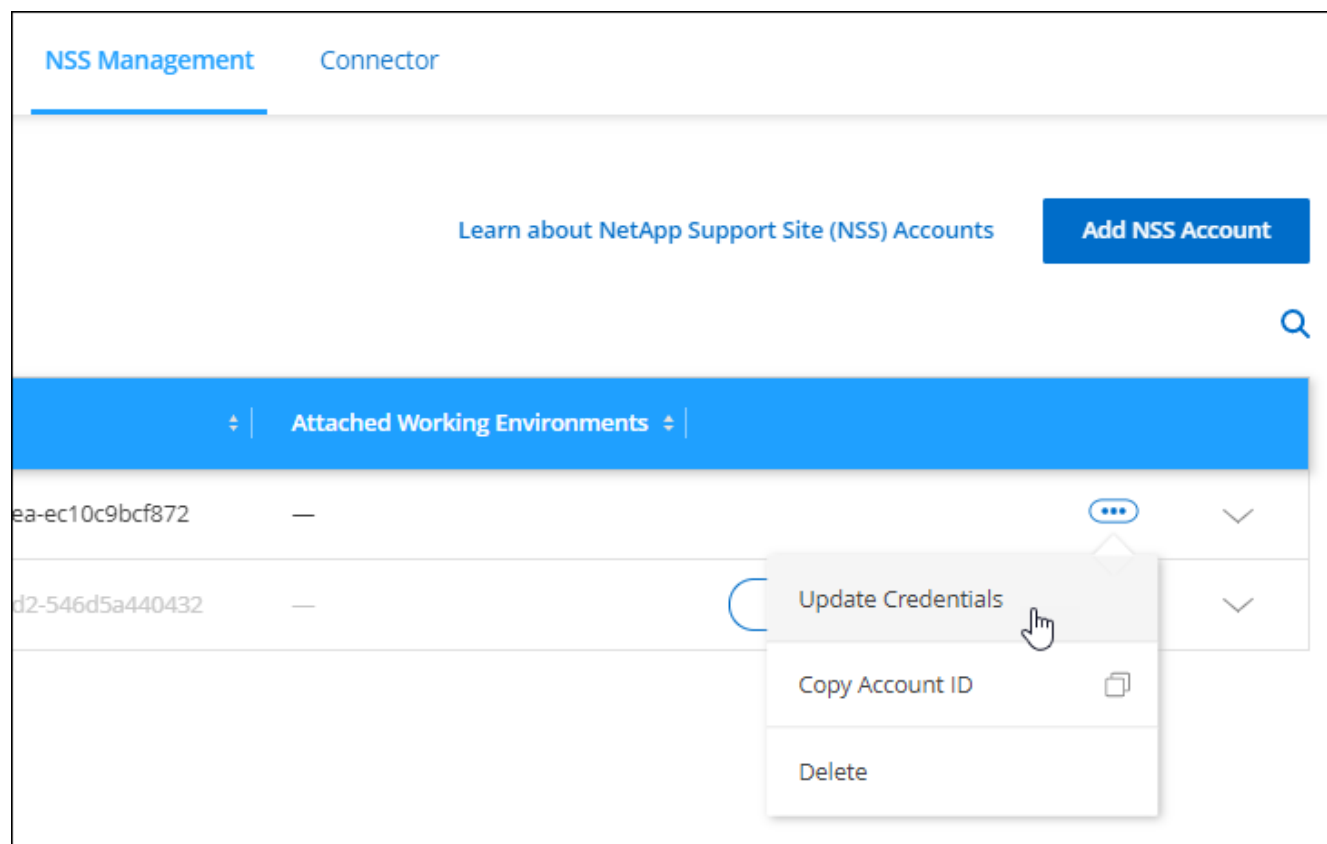 NSS Management Connector
Learn about NetApp Support Site (NSS) Accounts Add NSS Account
Attached Working Environments
ea-ec10c9bcf872 —
d2-546d5a440432 —
Update Credentials
Copy Account ID
Delete